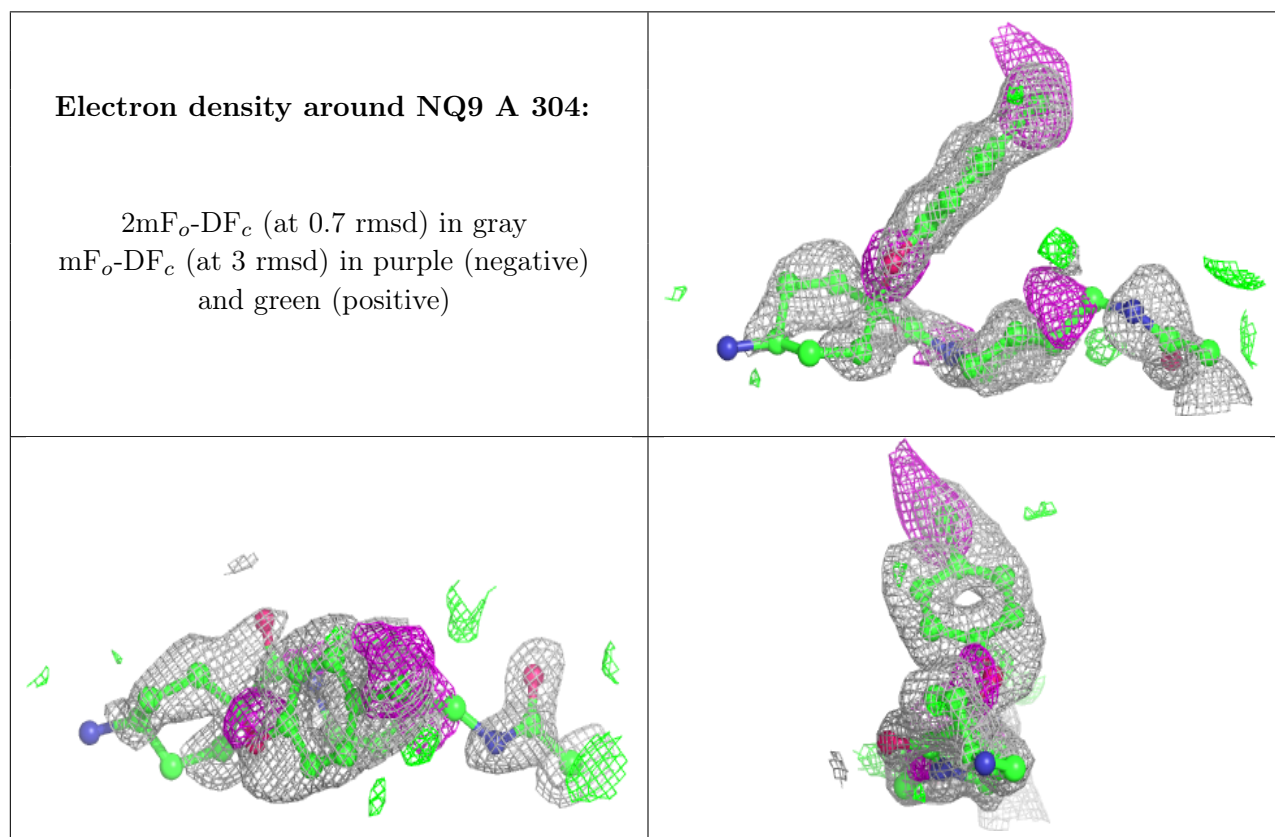 Electron density around NQ9 A 304:
2mFₒ-DF𝒸 (at 0.7 rmsd) in gray
mFₒ-DF𝒸 (at 3 rmsd) in purple (negative)
and green (positive)